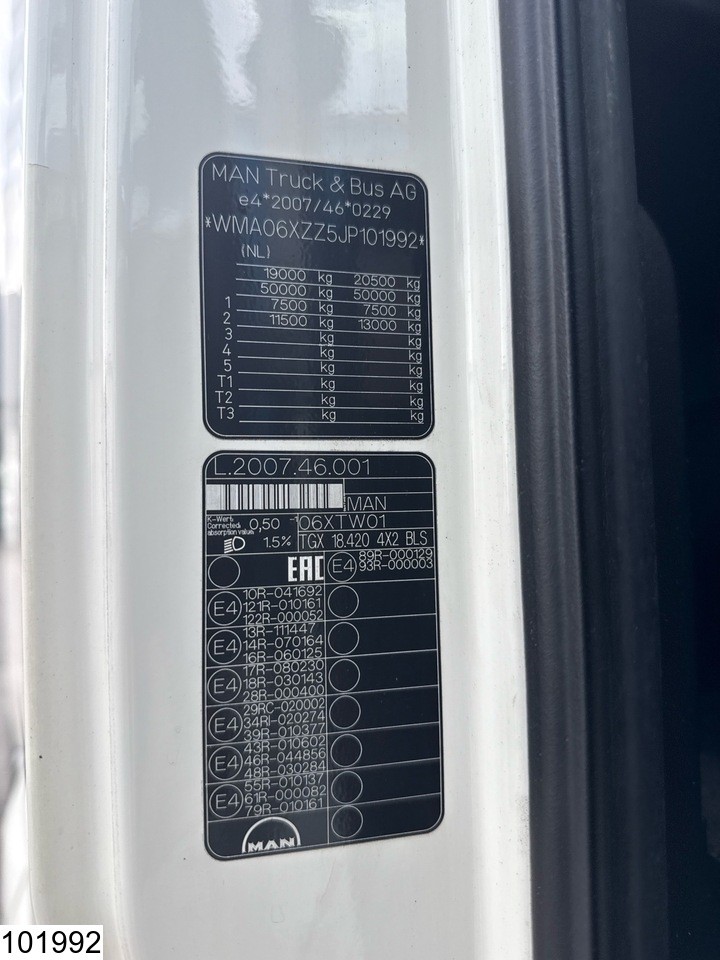 MAN Truck & Bus AG
e4*2007/46*0229
*WMA06XZZ5JP101992*
(NL)
19000 kg 20500 kg
50000 kg 50000 kg
1 7500 kg 7500 kg
2 11500 kg 13000 kg
3 kg kg
4 kg kg
5 kg kg
T1 kg kg
T2 kg kg
T3 kg kg
L.2007.46.001
MAN
K-Wert:
Corrected
absorption value:
0,50
106XTW01
1.5% TGX 18.420 4X2 BLS
EAC E4 89R-000129
93R-000003
10R-041692
E4 121R-010161
122R-000052
13R-111447
E4 14R-070164
16R-060125
17R-080230
E4 18R-030143
28R-000400
29RC-020002
E4 34RI-020274
39R-010377
43R-010602
E4 46R-044856
48R-030284
55R-010137
E4 61R-000082
79R-010161
MAN
101992